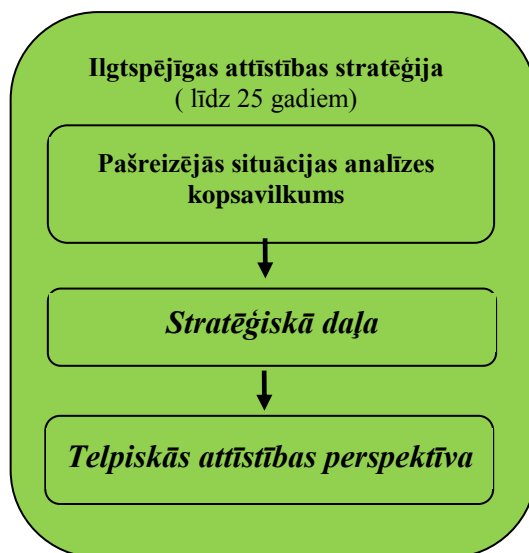 Ilgtspējīgas attīstības stratēģija
( līdz 25 gadiem)
Pašreizējās situācijas analīzes
kopsavilkums
Stratēģiskā daļa
Telpiskās attīstības perspektīva